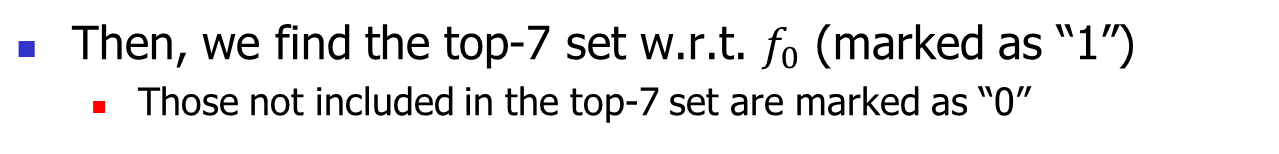 Then, we find the top-7 set w.r.t. f₀ (marked as “1”)
Those not included in the top-7 set are marked as “0”